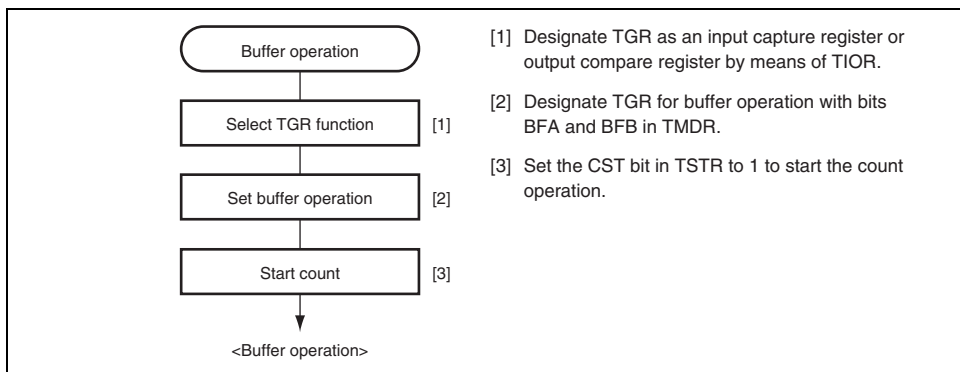 Buffer operation
Select TGR function
[1]
Set buffer operation
[2]
Start count
[3]
<Buffer operation>
[1] Designate TGR as an input capture register or
output compare register by means of TIOR.
[2] Designate TGR for buffer operation with bits
BFA and BFB in TMDR.
[3] Set the CST bit in TSTR to 1 to start the count
operation.